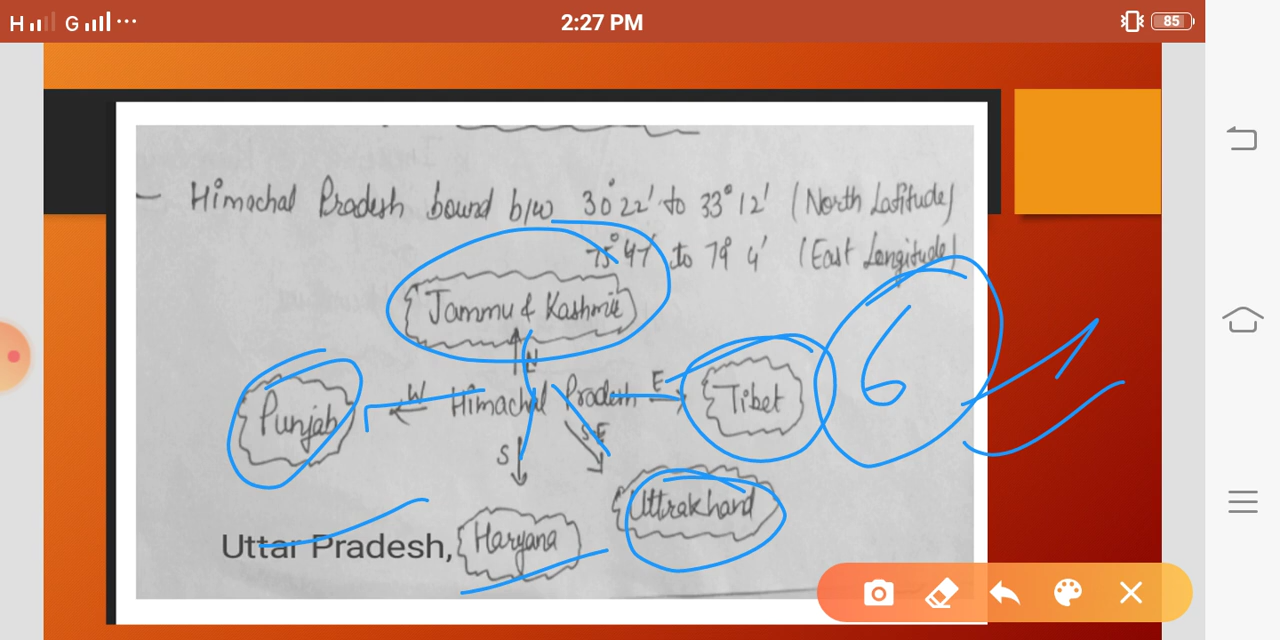 H G ... 2:27 PM 85
Himachal Pradesh bound b/w 30°22' to 33°12' (North Latitude)
75°47' to 79° 4' (East Longitude)
Jammu & Kashmir
N
Punjab W Himachal Pradesh E Tibet 6
S SE
Uttrakhand
Uttar Pradesh, Haryana